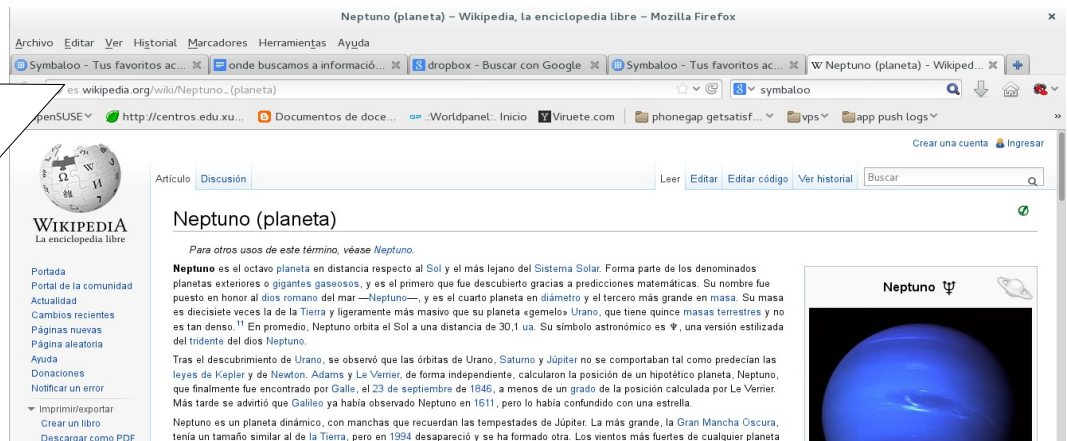 Neptuno (planeta) – Wikipedia, la enciclopedia libre – Mozilla Firefox
Archivo Editar Ver Historial Marcadores Herramientas Ayuda
Symbaloo - Tus favoritos ac... onde buscamos a informació... dropbox - Buscar con Google Symbaloo - Tus favoritos ac... Neptuno (planeta) - Wikiped...
es.wikipedia.org/wiki/Neptuno_(planeta) symbaloo
penSUSE http://centros.edu.xu... Documentos de doce... .:Worldpanel:. Inicio Viruete.com phonegap getsatisf... vps app push logs »
Crear una cuenta Ingresar
Artículo Discusión Leer Editar Editar código Ver historial Buscar
WIKIPEDIA
La enciclopedia libre
Portada
Portal de la comunidad
Actualidad
Cambios recientes
Páginas nuevas
Página aleatoria
Ayuda
Donaciones
Notificar un error
Imprimir/exportar
Crear un libro
Descargar como PDF
Neptuno (planeta)
Para otros usos de este término, véase Neptuno.
Neptuno es el octavo planeta en distancia respecto al Sol y el más lejano del Sistema Solar. Forma parte de los denominados
planetas exteriores o gigantes gaseosos, y es el primero que fue descubierto gracias a predicciones matemáticas. Su nombre fue
puesto en honor al dios romano del mar —Neptuno—, y es el cuarto planeta en diámetro y el tercero más grande en masa. Su masa
es diecisiete veces la de la Tierra y ligeramente más masivo que su planeta «gemelo» Urano, que tiene quince masas terrestres y no
es tan denso.11 En promedio, Neptuno orbita el Sol a una distancia de 30,1 ua. Su símbolo astronómico es ♆, una versión estilizada
del tridente del dios Neptuno.
Tras el descubrimiento de Urano, se observó que las órbitas de Urano, Saturno y Júpiter no se comportaban tal como predecían las
leyes de Kepler y de Newton. Adams y Le Verrier, de forma independiente, calcularon la posición de un hipotético planeta, Neptuno,
que finalmente fue encontrado por Galle, el 23 de septiembre de 1846, a menos de un grado de la posición calculada por Le Verrier.
Más tarde se advirtió que Galileo ya había observado Neptuno en 1611, pero lo había confundido con una estrella.
Neptuno es un planeta dinámico, con manchas que recuerdan las tempestades de Júpiter. La más grande, la Gran Mancha Oscura,
tenía un tamaño similar al de la Tierra, pero en 1994 desapareció y se ha formado otra. Los vientos más fuertes de cualquier planeta
Neptuno ♆